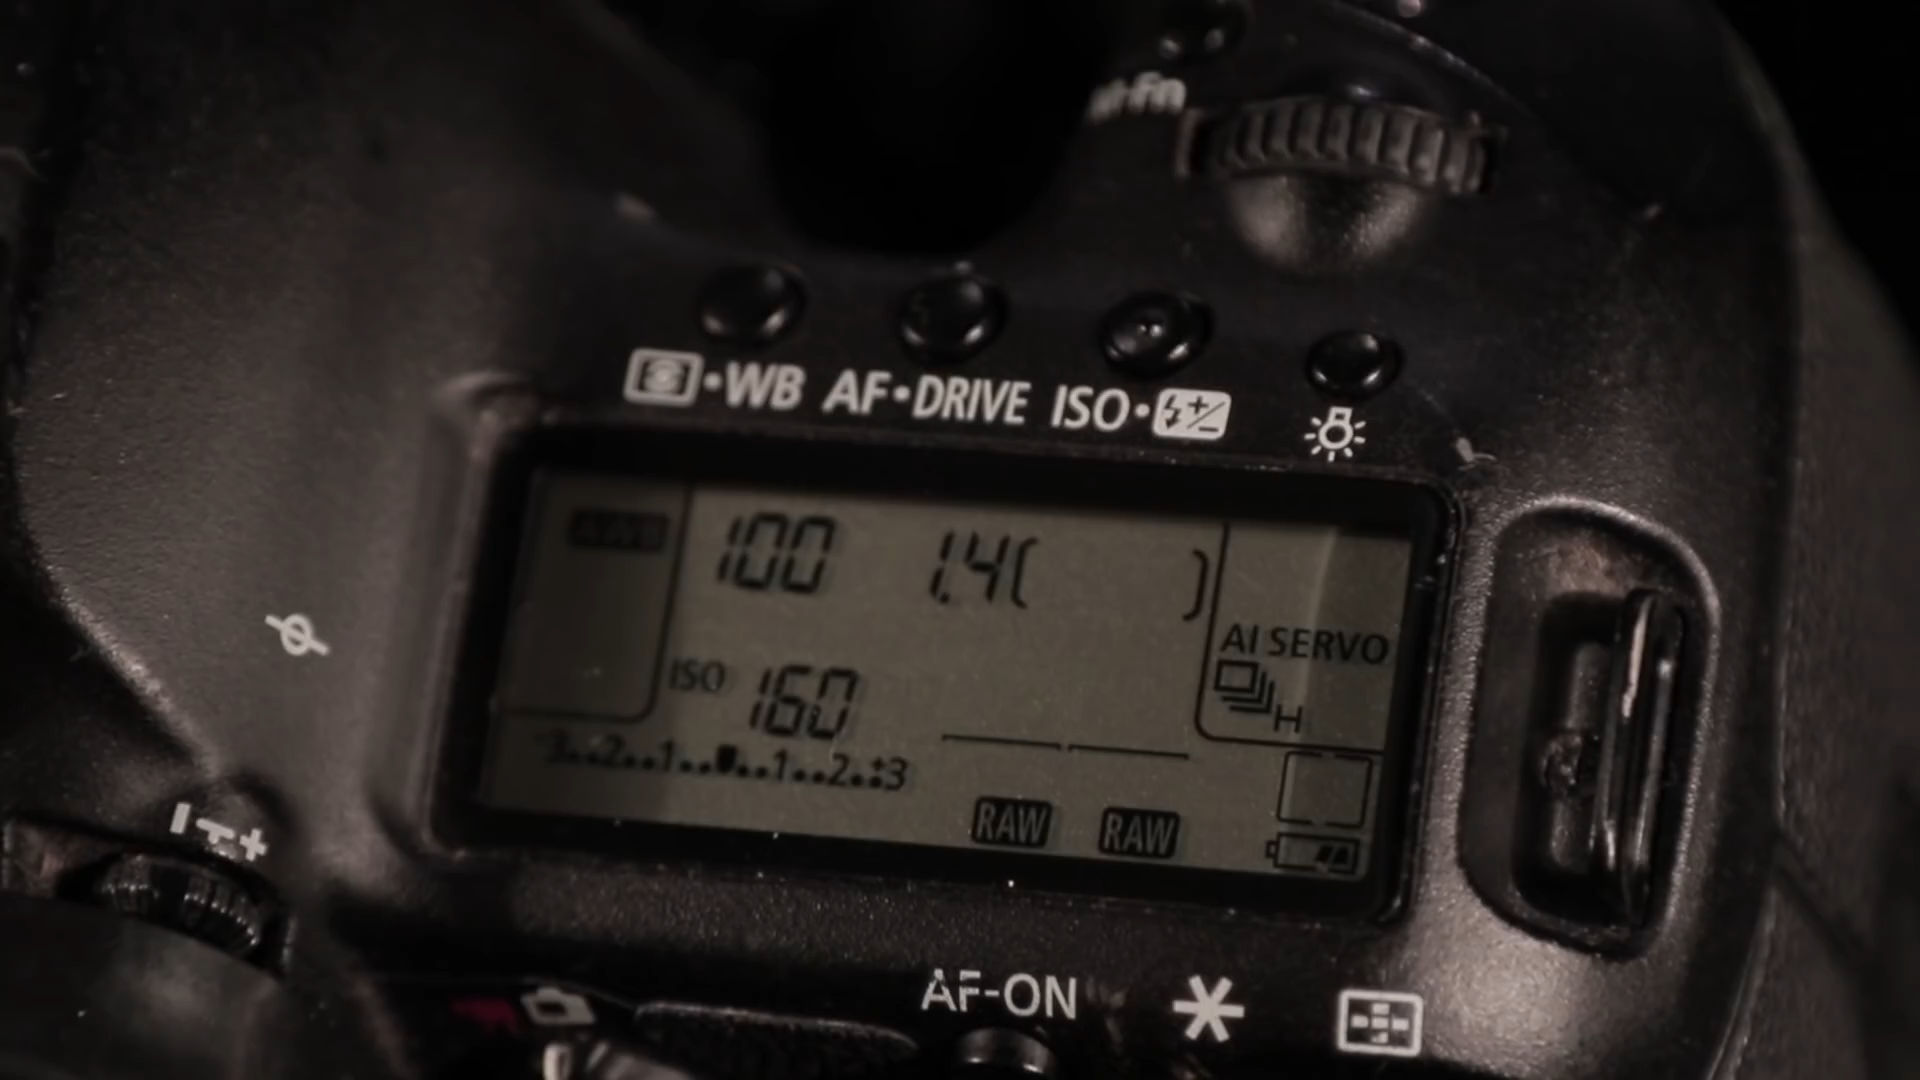 M-Fn
WB AF•DRIVE ISO•
100 1.4( )
AI SERVO
ISO 160
H
-3..2..1..▮..1..2..+3
RAW RAW
AF-ON